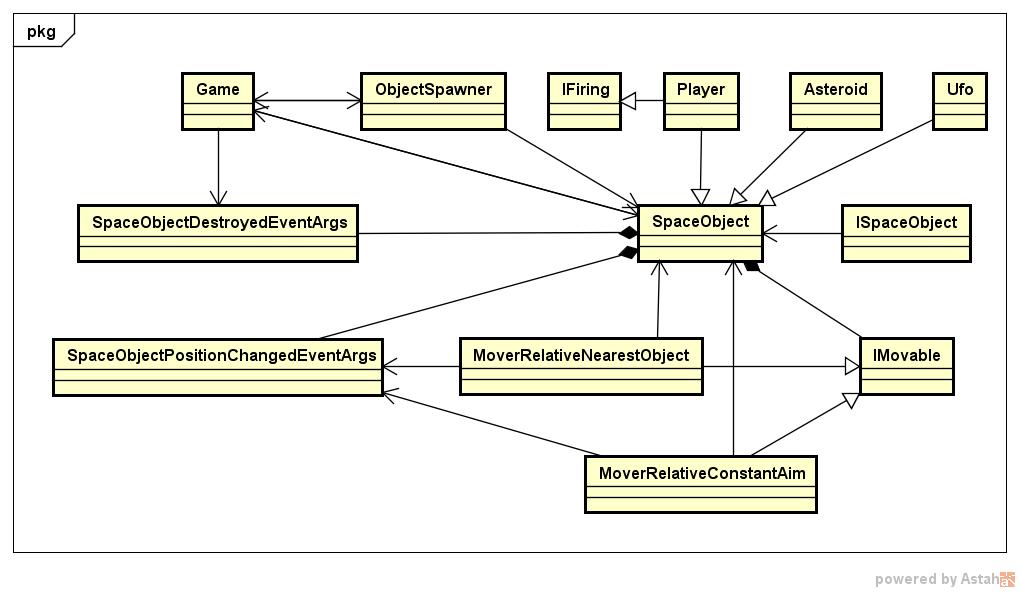 pkg
Game
ObjectSpawner
IFiring
Player
Asteroid
Ufo
SpaceObjectDestroyedEventArgs
SpaceObject
ISpaceObject
SpaceObjectPositionChangedEventArgs
MoverRelativeNearestObject
IMovable
MoverRelativeConstantAim
powered by Astah